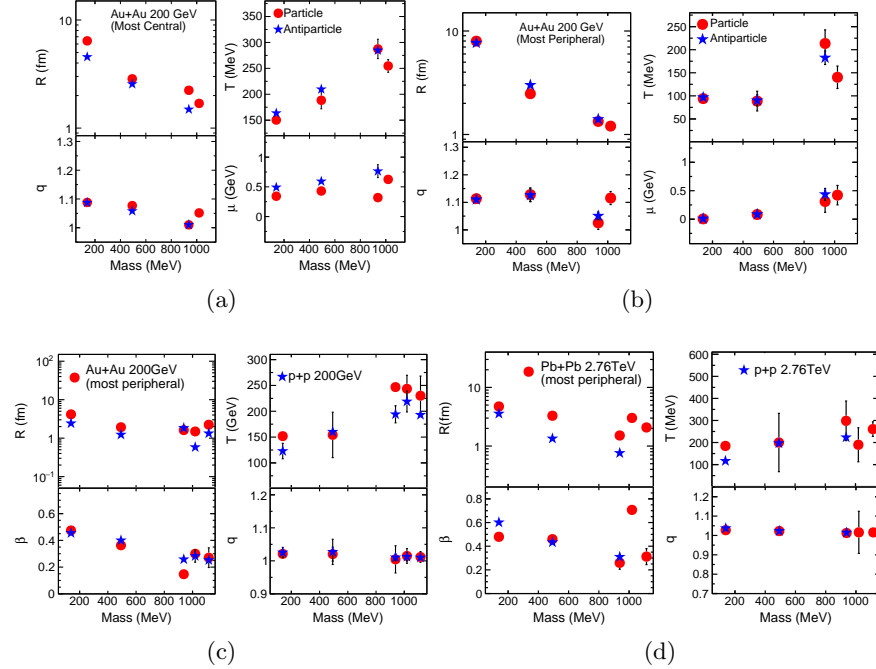 Au+Au 200 GeV
(Most Central)
R (fm)
10
1
q
1.3
1.2
1.1
1
200 400 600 800 1000
Mass (MeV)
Particle
Antiparticle
T (MeV)
350
300
250
200
150
μ (GeV)
1
0.5
0
200 400 600 800 1000
Mass (MeV)
(a)
Au+Au 200 GeV
(Most Peripheral)
R (fm)
10
1
q
1.3
1.2
1.1
1
200 400 600 800 1000
Mass (MeV)
Particle
Antiparticle
T (MeV)
250
200
150
100
50
μ (GeV)
1
0.5
0
200 400 600 800 1000
Mass (MeV)
(b)
Au+Au 200GeV
(most peripheral)
R (fm)
10²
10
1
10⁻¹
β
0.6
0.4
0.2
0
200 400 600 800 1000
Mass (MeV)
p+p 200GeV
T (GeV)
300
250
200
150
100
q
1.2
1.1
1.0
0.9
200 400 600 800 1000
Mass (MeV)
(c)
Pb+Pb 2.76TeV
(most peripheral)
R(fm)
10
1
β
0.8
0.6
0.4
0.2
0
200 400 600 800 1000
Mass (MeV)
p+p 2.76TeV
T (MeV)
600
500
400
300
200
100
q
1.2
1.1
1.0
0.9
0.8
0.7
200 400 600 800 1000
Mass (MeV)
(d)